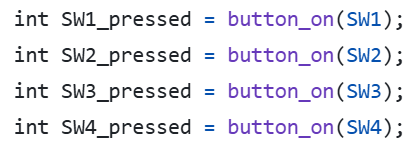 int SW1_pressed = button_on(SW1);
int SW2_pressed = button_on(SW2);
int SW3_pressed = button_on(SW3);
int SW4_pressed = button_on(SW4);